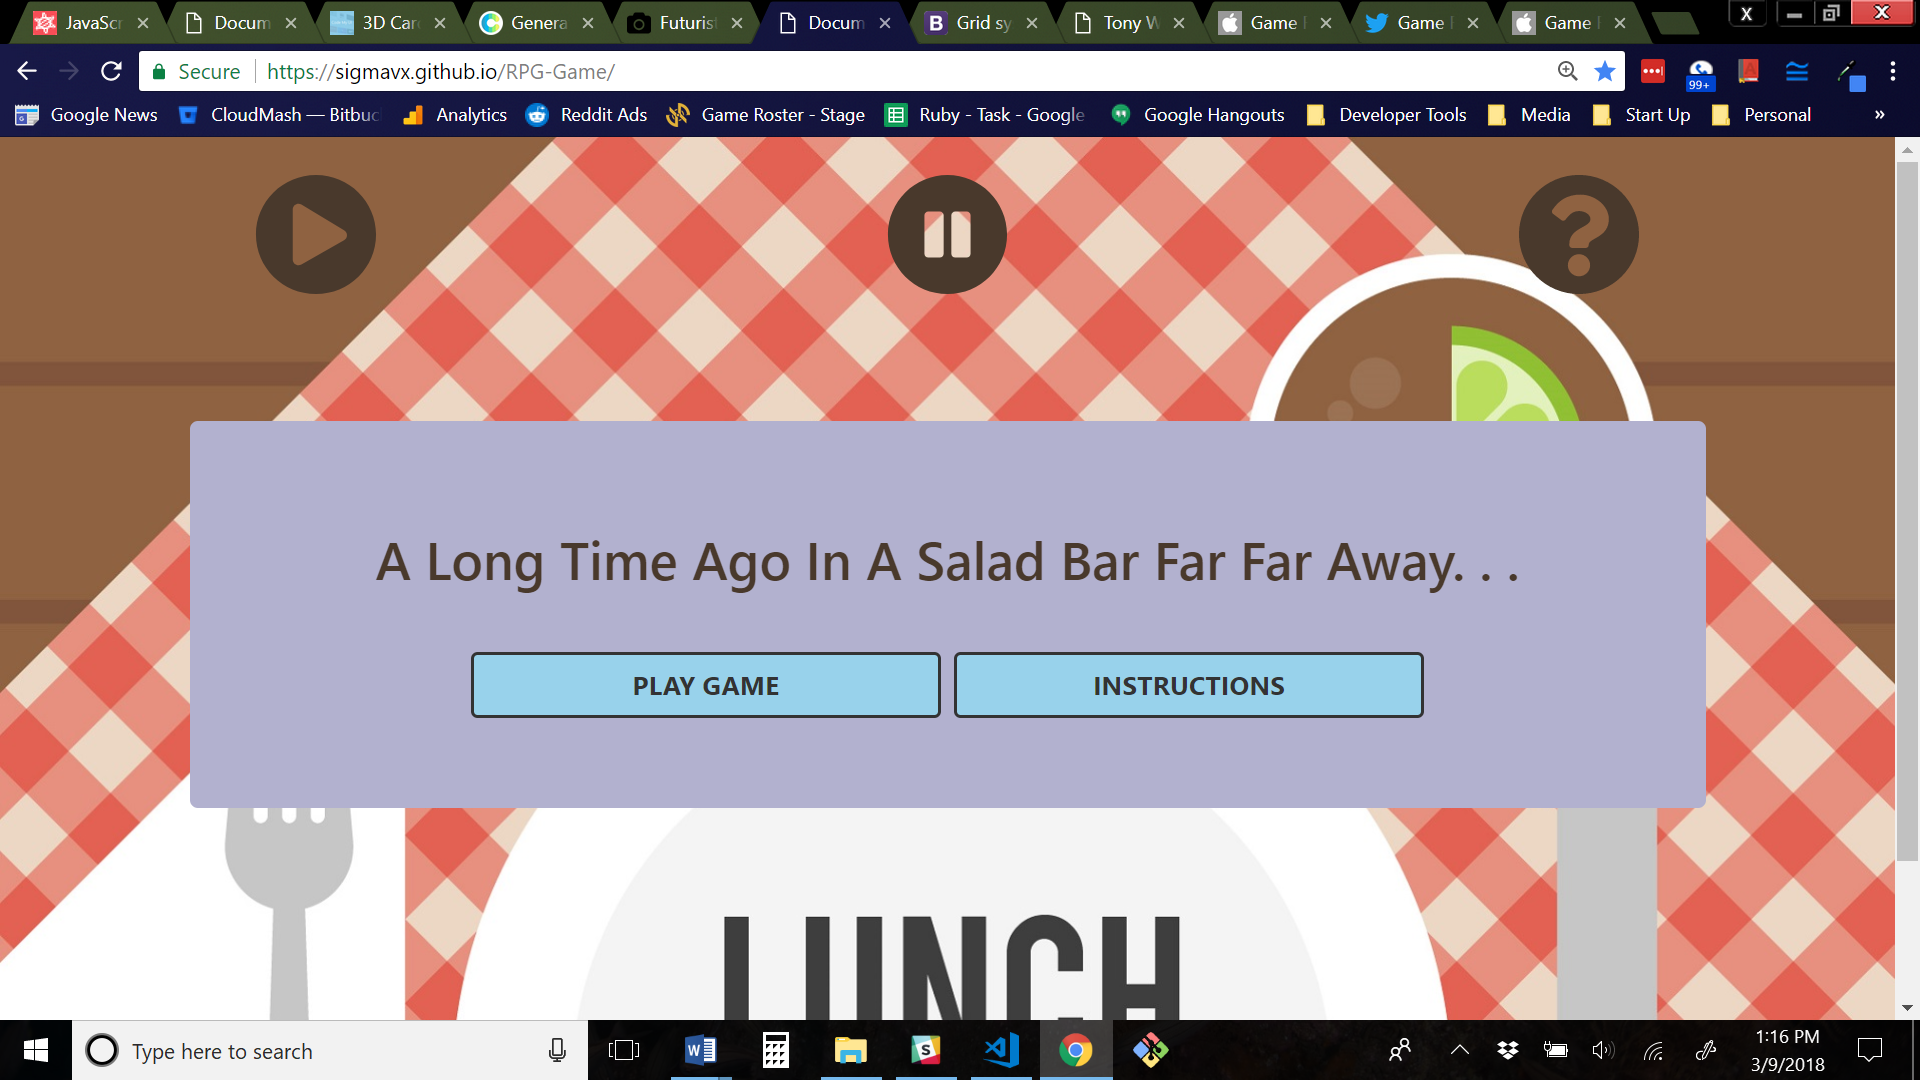 JavaSc
Docum
3D Car
Genera
Futuris
Docum
Grid sy
Tony W
Game
Game
Game
X
Secure
https://sigmavx.github.io/RPG-Game/
99+
Google News
CloudMash — Bitbuc
Analytics
Reddit Ads
Game Roster - Stage
Ruby - Task - Google
Google Hangouts
Developer Tools
Media
Start Up
Personal
»
A Long Time Ago In A Salad Bar Far Far Away. . .
PLAY GAME
INSTRUCTIONS
LUNCH
Type here to search
1:16 PM
3/9/2018